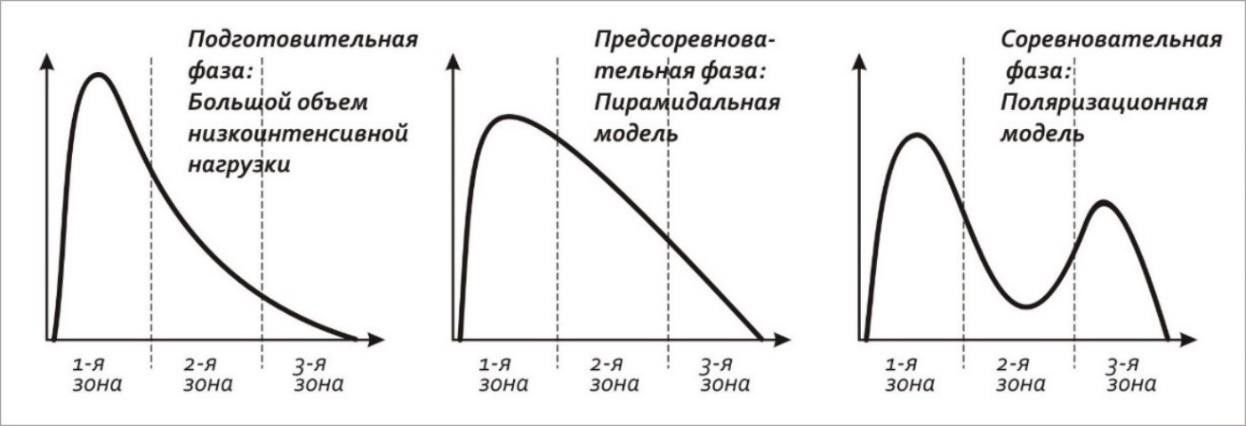 Подготовительная
фаза:
Большой объем
низкоинтенсивной
нагрузки
1-я
зона
2-я
зона
3-я
зона
Предсоревнова-
тельная фаза:
Пирамидальная
модель
1-я
зона
2-я
зона
3-я
зона
Соревновательная
фаза:
Поляризационная
модель
1-я
зона
2-я
зона
3-я
зона